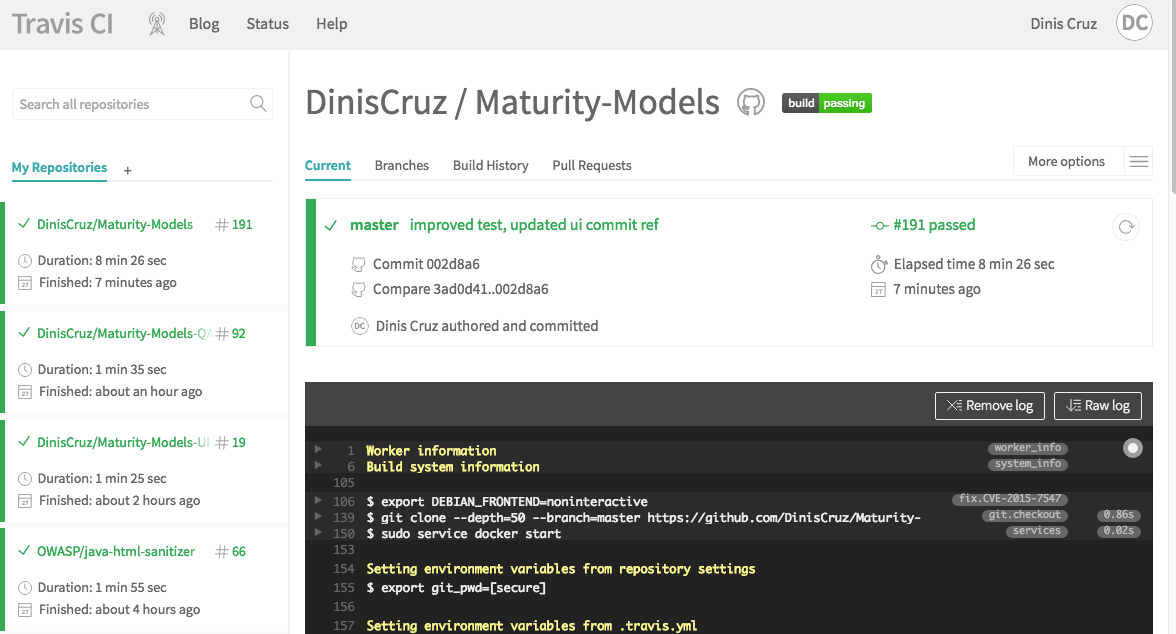 Travis CI
Blog
Status
Help
Dinis Cruz
DC
Search all repositories
My Repositories +
DinisCruz/Maturity-Models # 191
Duration: 8 min 26 sec
27 Finished: 7 minutes ago
DinisCruz/Maturity-Models-QA # 92
Duration: 1 min 35 sec
27 Finished: about an hour ago
DinisCruz/Maturity-Models-UI # 19
Duration: 1 min 25 sec
27 Finished: about 2 hours ago
OWASP/java-html-sanitizer # 66
Duration: 1 min 55 sec
27 Finished: about 4 hours ago
DinisCruz / Maturity-Models
build passing
Current
Branches
Build History
Pull Requests
More options
master improved test, updated ui commit ref
Commit 002d8a6
Compare 3ad0d41..002d8a6
DC Dinis Cruz authored and committed
#191 passed
Elapsed time 8 min 26 sec
27 7 minutes ago
Remove log
Raw log
1 Worker information worker_info
6 Build system information system_info
105
106 $ export DEBIAN_FRONTEND=noninteractive fix.CVE-2015-7547
139 $ git clone --depth=50 --branch=master https://github.com/DinisCruz/Maturity- git.checkout 0.86s
150 $ sudo service docker start services 0.02s
153
154 Setting environment variables from repository settings
155 $ export git_pwd=[secure]
156
157 Setting environment variables from .travis.yml